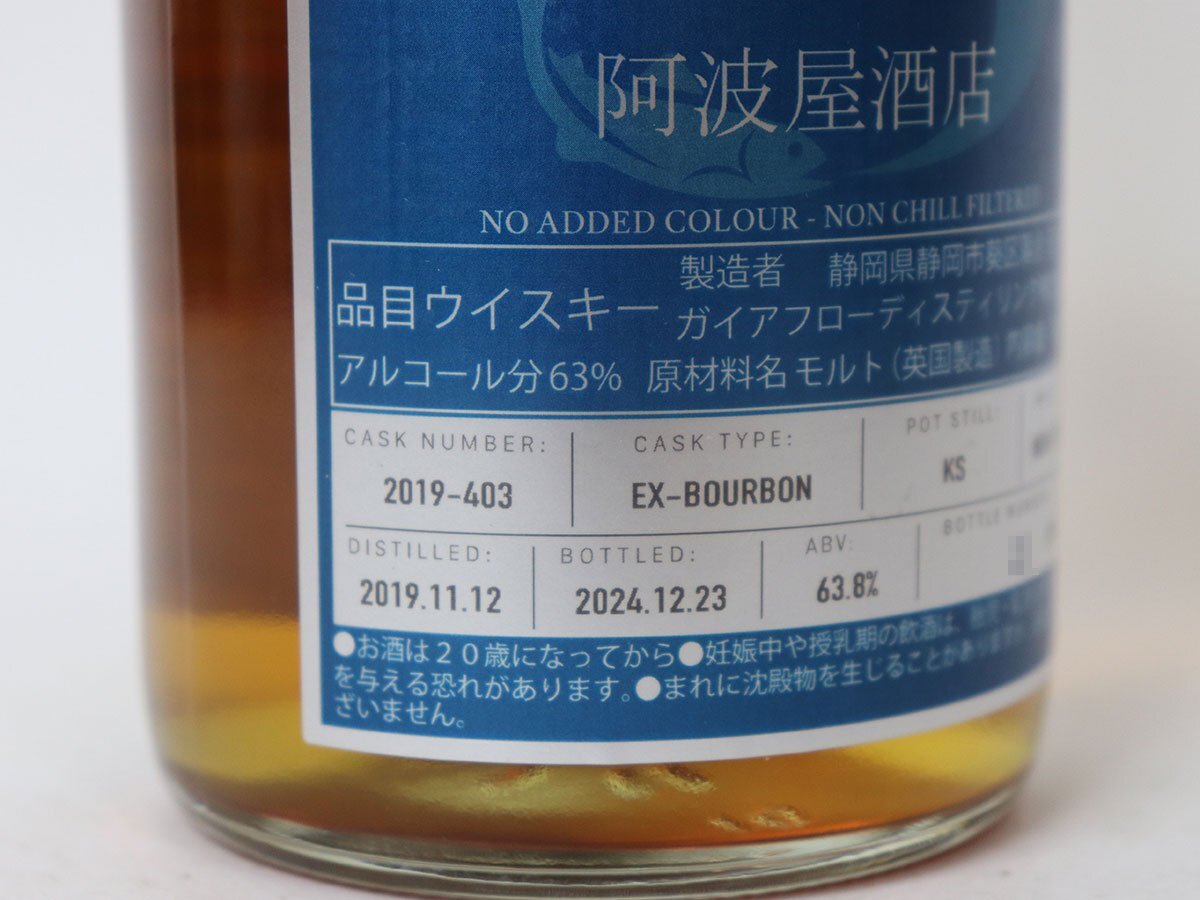 阿波屋酒店
NO ADDED COLOUR - NON CHILL FILTERED
品目ウイスキー
製造者 静岡県静岡市葵区
ガイアフローディスティリング
アルコール分63% 原材料名 モルト(英国製造)
CASK NUMBER:
2019-403
CASK TYPE:
EX-BOURBON
POT STILL:
KS
DISTILLED:
2019.11.12
BOTTLED:
2024.12.23
ABV:
63.8%
BOTTLE NUMBER
●お酒は20歳になってから●妊娠中や授乳期の飲酒は、
を与える恐れがあります。●まれに沈殿物を生じることがあります
ざいません。